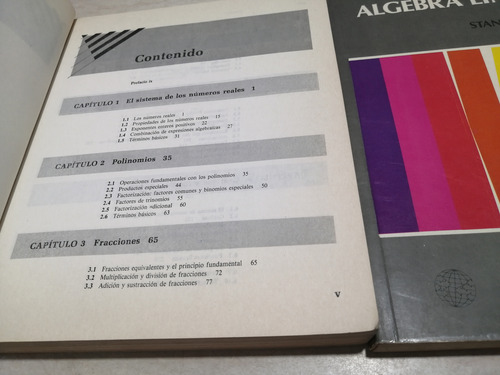 Contenido
Prefacio ix
CAPÍTULO 1 El sistema de los números reales 1
1.1 Los números reales 1
1.2 Propiedades de los números reales 15
1.3 Exponentes enteros positivos 22
1.4 Combinación de expresiones algebraicas 27
1.5 Términos básicos 31
CAPÍTULO 2 Polinomios 35
2.1 Operaciones fundamentales con los polinomios 35
2.2 Productos especiales 44
2.3 Factorización: factores comunes y binomios especiales 50
2.4 Factores de trinomios 55
2.5 Factorización adicional 60
2.6 Términos básicos 63
CAPÍTULO 3 Fracciones 65
3.1 Fracciones equivalentes y el principio fundamental 65
3.2 Multiplicación y división de fracciones 72
3.3 Adición y sustracción de fracciones 77
V
ALGEBRA
STAN